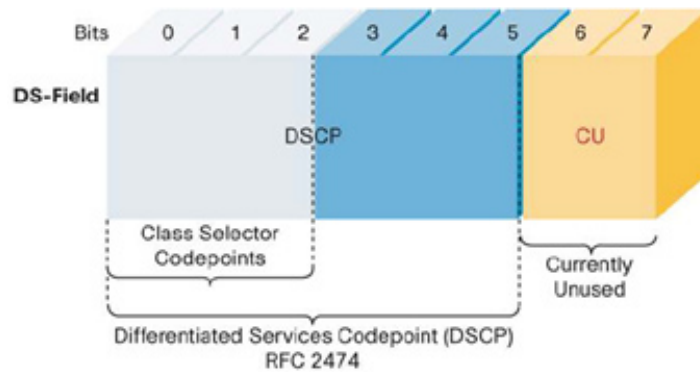 Bits 0 1 2 3 4 5 6 7
DS-Field
DSCP
CU
Class Selector
Codepoints
Currently
Unused
Differentiated Services Codepoint (DSCP)
RFC 2474